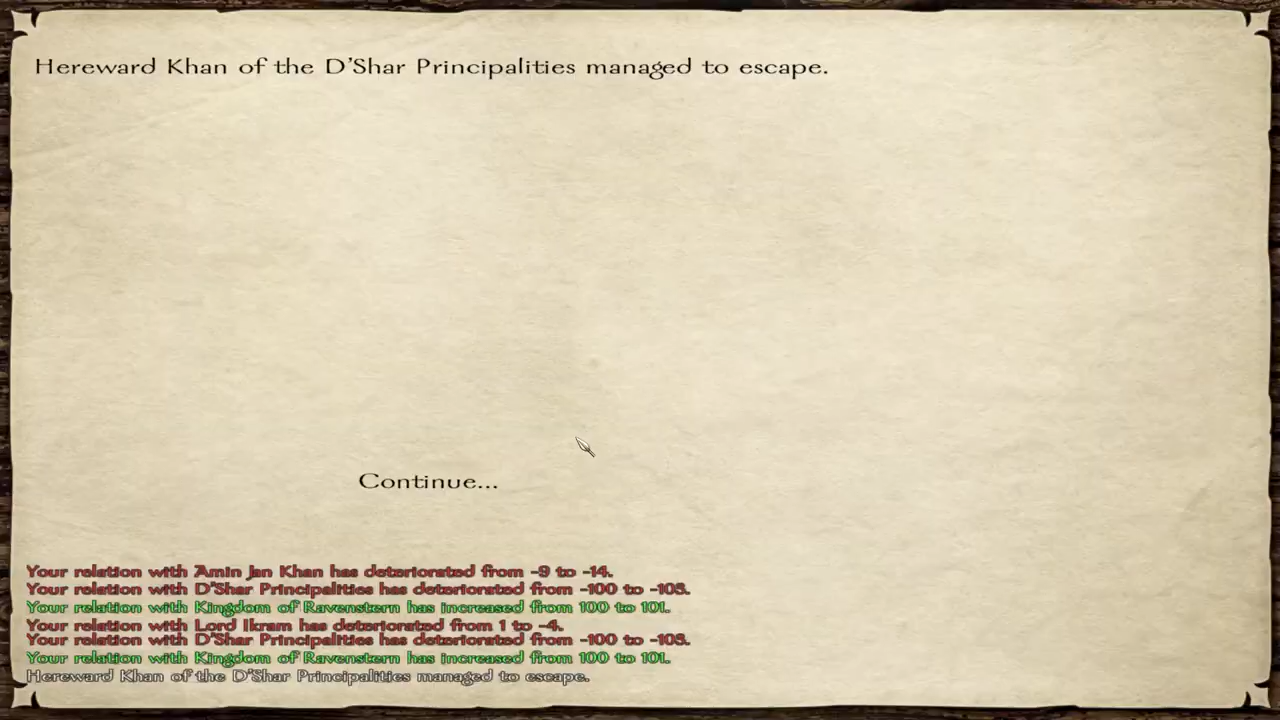 Hereward Khan of the D'Shar Principalities managed to escape.
Continue...
Your relation with Amin Jan Khan has deteriorated from -9 to -14.
Your relation with D'Shar Principalities has deteriorated from -100 to -103.
Your relation with Kingdom of Ravenstern has increased from 100 to 101.
Your relation with Lord Ikram has deteriorated from 1 to -4.
Your relation with D'Shar Principalities has deteriorated from -100 to -103.
Your relation with Kingdom of Ravenstern has increased from 100 to 101.
Hereward Khan of the D'Shar Principalities managed to escape.